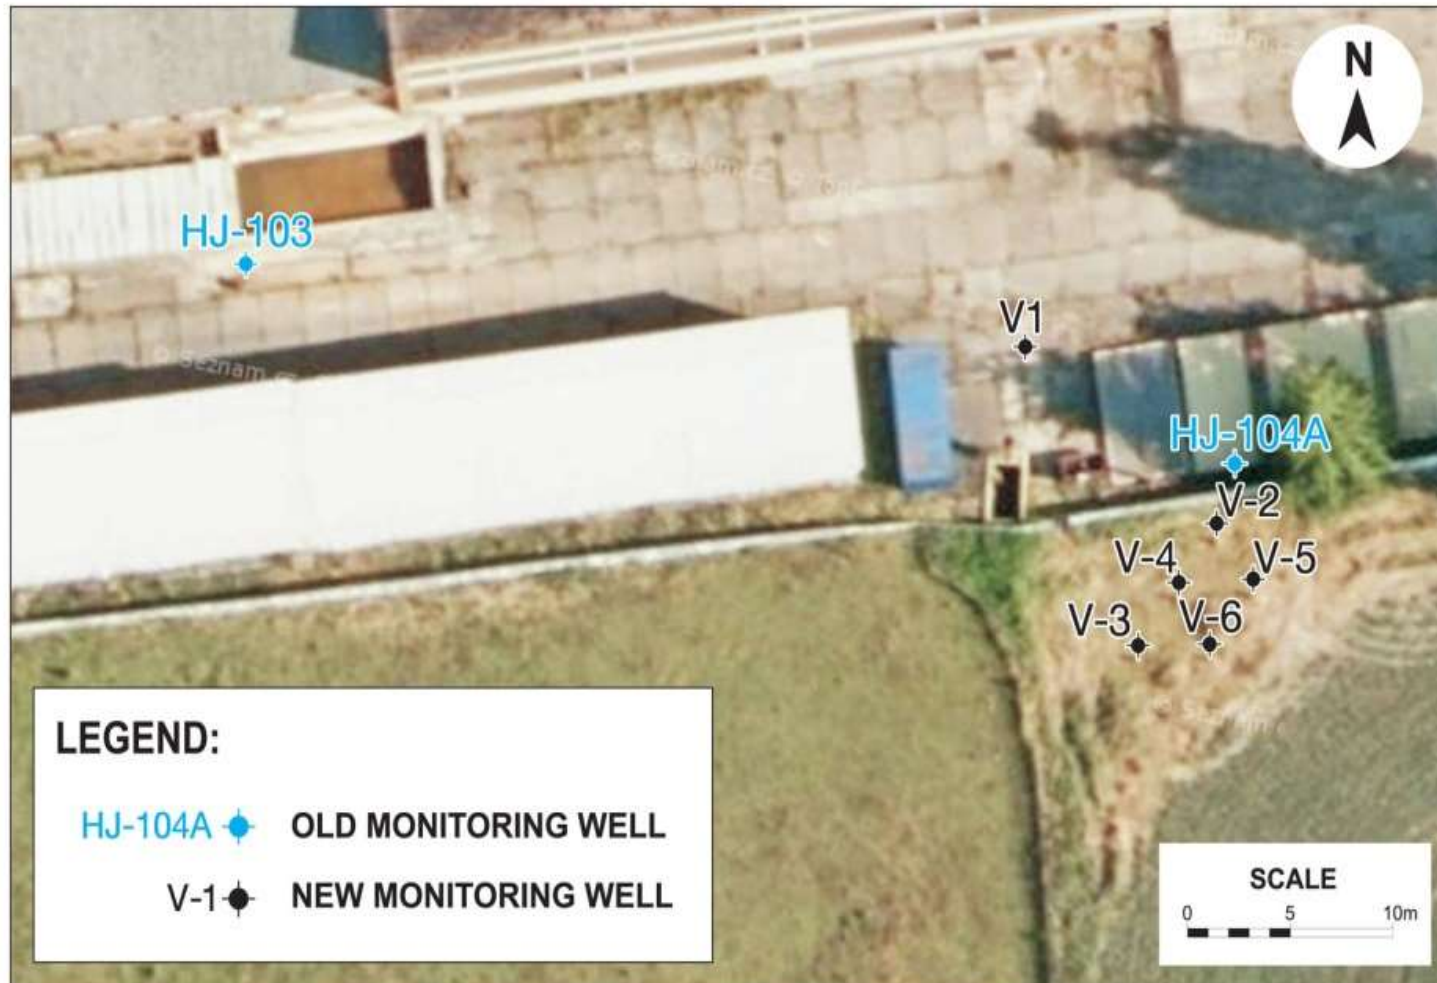 N
HJ-103
V1
HJ-104A
V-2
V-4
V-5
V-3
V-6
© Seznam
LEGEND:
HJ-104A OLD MONITORING WELL
V-1 NEW MONITORING WELL
SCALE
0 5 10m